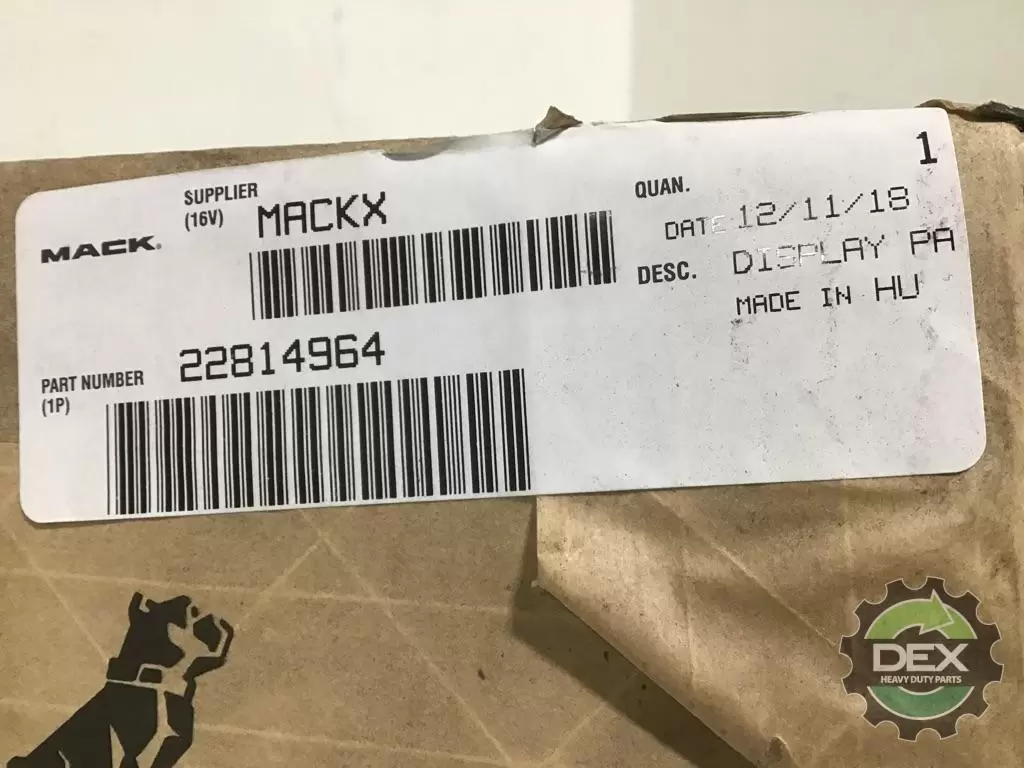 MACK®
SUPPLIER
(16V)
MACKX
QUAN.
1
DATE 12/11/18
DESC.
DISPLAY PA
MADE IN HU
PART NUMBER
(1P)
22814964
DEX
HEAVY DUTY PARTS